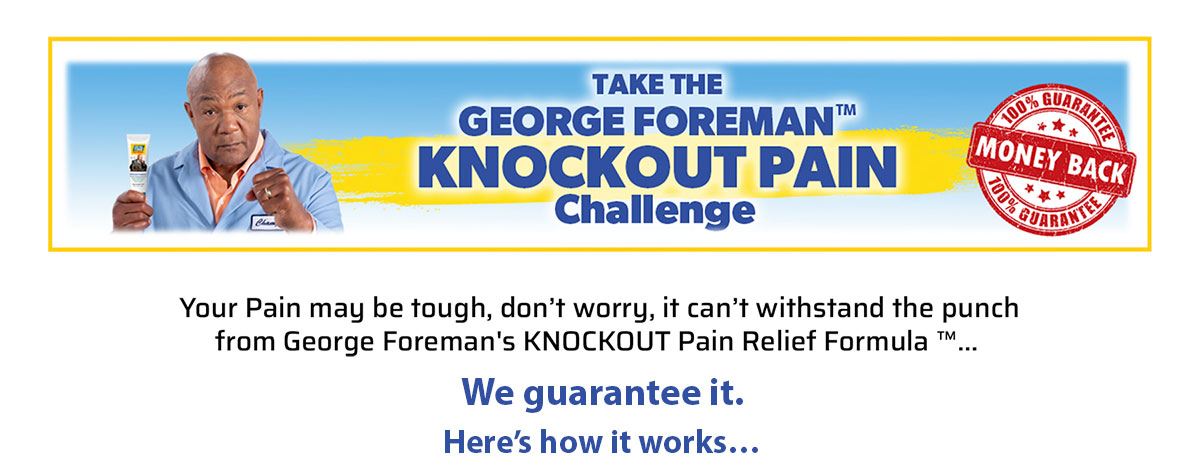 TAKE THE
GEORGE FOREMAN™
KNOCKOUT PAIN
Challenge
100% GUARANTEE
MONEY BACK
100% GUARANTEE
Your Pain may be tough, don't worry, it can't withstand the punch
from George Foreman's KNOCKOUT Pain Relief Formula ™...
We guarantee it.
Here's how it works...